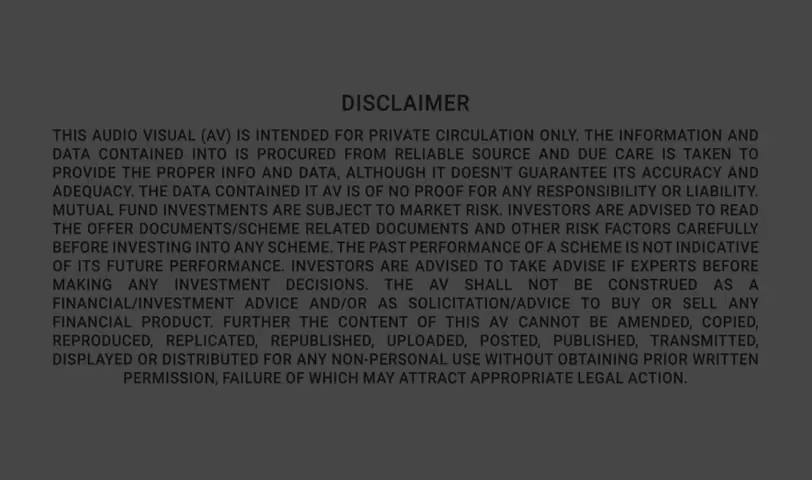 DISCLAIMER
THIS AUDIO VISUAL (AV) IS INTENDED FOR PRIVATE CIRCULATION ONLY. THE INFORMATION AND
DATA CONTAINED INTO IS PROCURED FROM RELIABLE SOURCE AND DUE CARE IS TAKEN TO
PROVIDE THE PROPER INFO AND DATA, ALTHOUGH IT DOESN'T GUARANTEE ITS ACCURACY AND
ADEQUACY. THE DATA CONTAINED IT AV IS OF NO PROOF FOR ANY RESPONSIBILITY OR LIABILITY.
MUTUAL FUND INVESTMENTS ARE SUBJECT TO MARKET RISK. INVESTORS ARE ADVISED TO READ
THE OFFER DOCUMENTS/SCHEME RELATED DOCUMENTS AND OTHER RISK FACTORS CAREFULLY
BEFORE INVESTING INTO ANY SCHEME. THE PAST PERFORMANCE OF A SCHEME IS NOT INDICATIVE
OF ITS FUTURE PERFORMANCE. INVESTORS ARE ADVISED TO TAKE ADVISE IF EXPERTS BEFORE
MAKING ANY INVESTMENT DECISIONS. THE AV SHALL NOT BE CONSTRUED AS A
FINANCIAL/INVESTMENT ADVICE AND/OR AS SOLICITATION/ADVICE TO BUY OR SELL ANY
FINANCIAL PRODUCT. FURTHER THE CONTENT OF THIS AV CANNOT BE AMENDED, COPIED,
REPRODUCED, REPLICATED, REPUBLISHED, UPLOADED, POSTED, PUBLISHED, TRANSMITTED,
DISPLAYED OR DISTRIBUTED FOR ANY NON-PERSONAL USE WITHOUT OBTAINING PRIOR WRITTEN
PERMISSION, FAILURE OF WHICH MAY ATTRACT APPROPRIATE LEGAL ACTION.